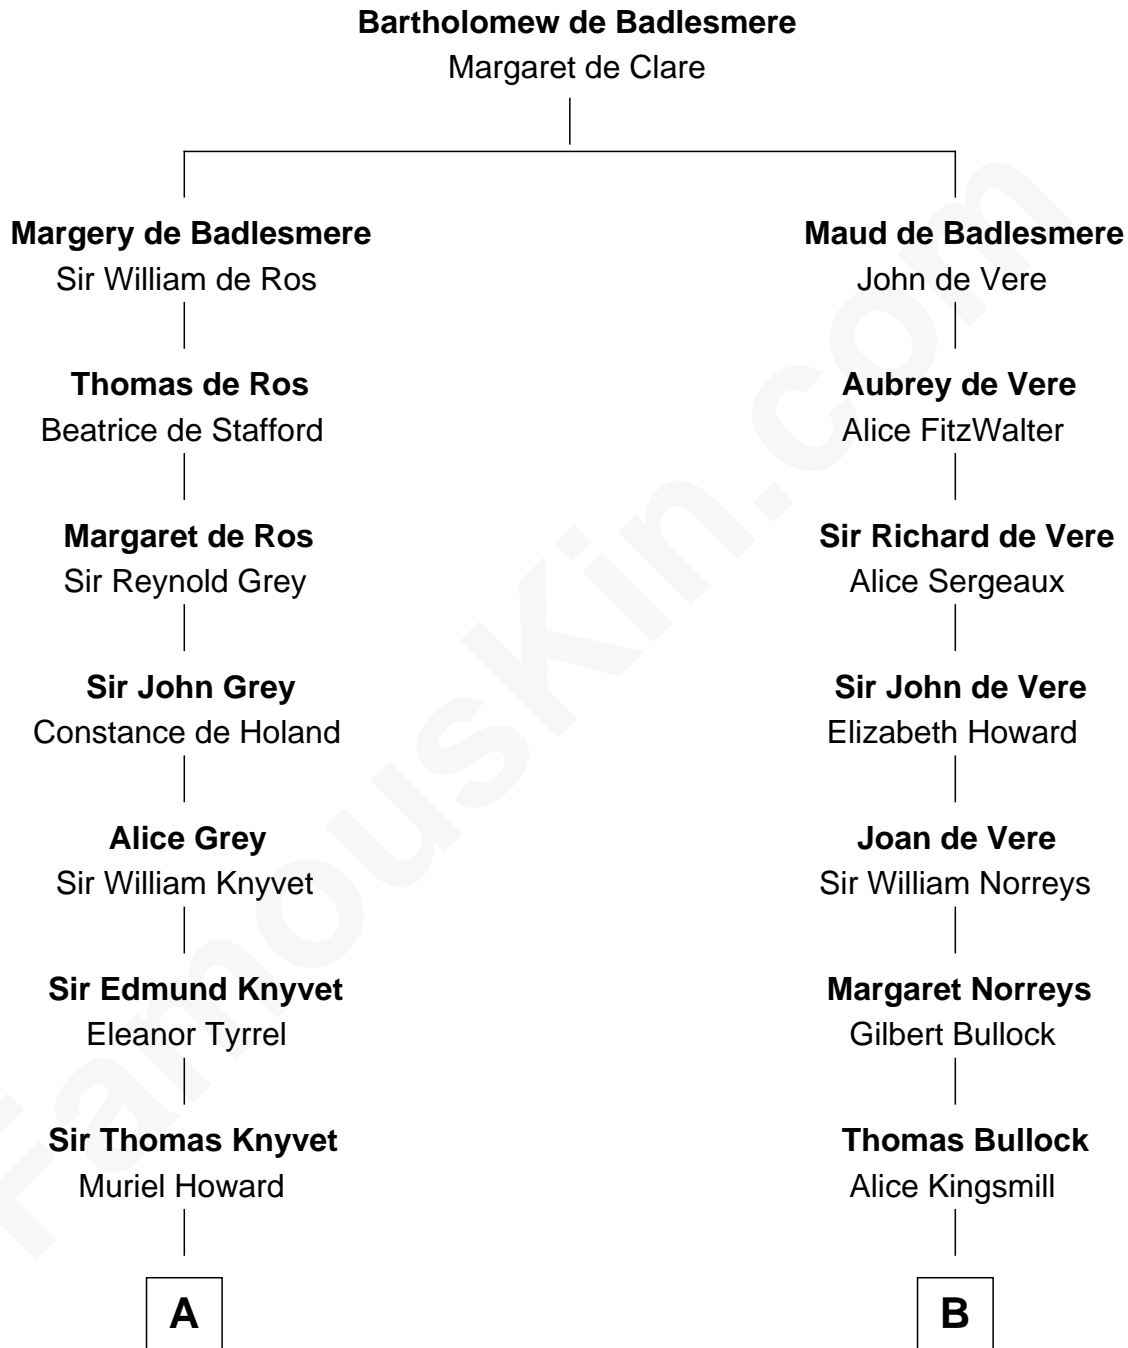 Bartholomew de Badlesmere
Margaret de Clare
Margery de Badlesmere
Sir William de Ros
Maud de Badlesmere
John de Vere
Thomas de Ros
Beatrice de Stafford
Aubrey de Vere
Alice FitzWalter
Margaret de Ros
Sir Reynold Grey
Sir Richard de Vere
Alice Sergeaux
Sir John Grey
Constance de Holand
Sir John de Vere
Elizabeth Howard
Alice Grey
Sir William Knyvet
Joan de Vere
Sir William Norreys
Sir Edmund Knyvet
Eleanor Tyrrel
Margaret Norreys
Gilbert Bullock
Sir Thomas Knyvet
Muriel Howard
Thomas Bullock
Alice Kingsmill
A
B
FamousKin.com